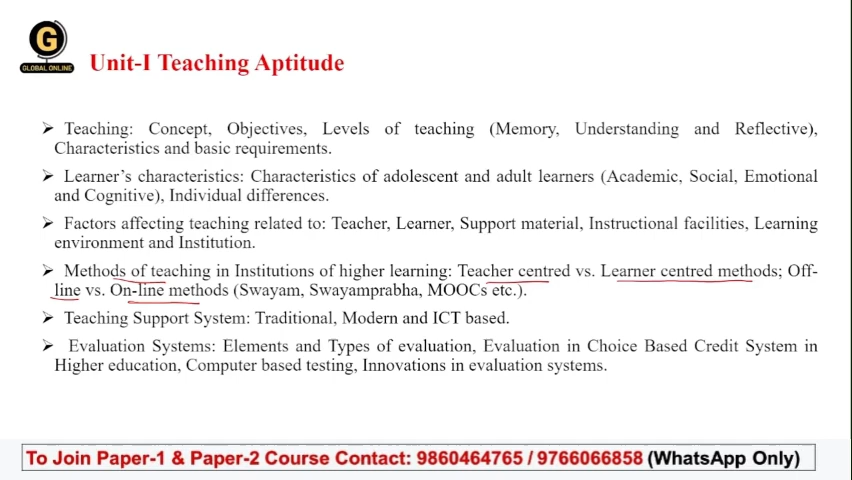 G
GLOBAL ONLINE
Unit-I Teaching Aptitude
➢ Teaching: Concept, Objectives, Levels of teaching (Memory, Understanding and Reflective),
Characteristics and basic requirements.
➢ Learner's characteristics: Characteristics of adolescent and adult learners (Academic, Social, Emotional
and Cognitive), Individual differences.
➢ Factors affecting teaching related to: Teacher, Learner, Support material, Instructional facilities, Learning
environment and Institution.
➢ Methods of teaching in Institutions of higher learning: Teacher centred vs. Learner centred methods; Off-
line vs. On-line methods (Swayam, Swayamprabha, MOOCs etc.).
➢ Teaching Support System: Traditional, Modern and ICT based.
➢ Evaluation Systems: Elements and Types of evaluation, Evaluation in Choice Based Credit System in
Higher education, Computer based testing, Innovations in evaluation systems.
To Join Paper-1 & Paper-2 Course Contact: 9860464765 / 9766066858 (WhatsApp Only)